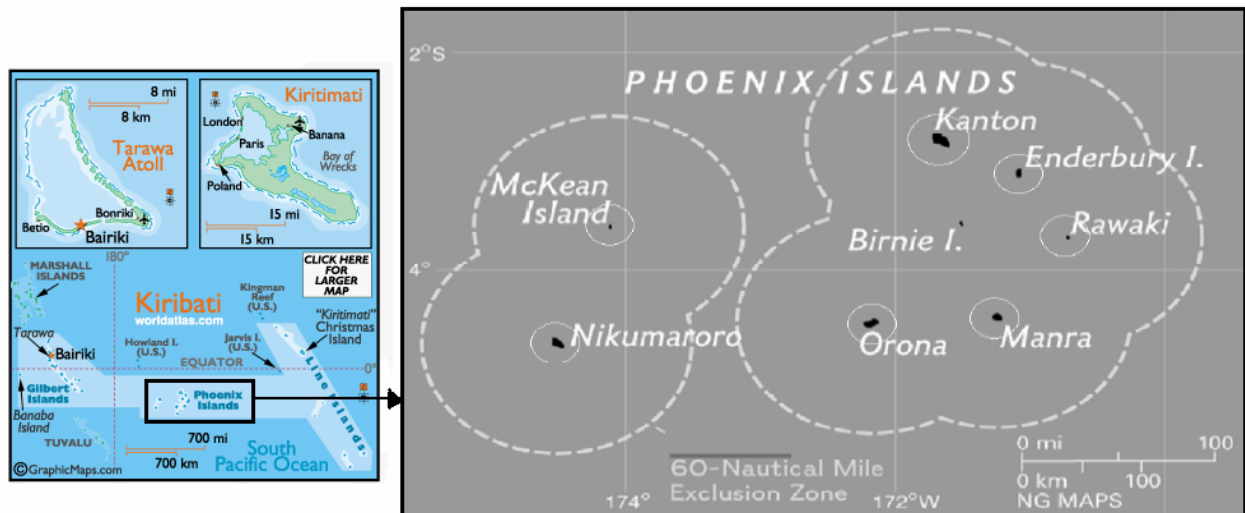 8 mi
8 km
Tarawa
Atoll
Betio
Bonriki
Bairiki
Kiritimati
London
Banana
Paris
Bay of
Wrecks
Poland
15 mi
15 km
180°
MARSHALL
ISLANDS
CLICK HERE
FOR
LARGER
MAP
Kiribati
worldatlas.com
Kingman
Reef
(U.S.)
"Kiritimati"
Christmas
Island
Tarawa
Bairiki
Howland I.
(U.S.)
Jarvis I.
(U.S.)
EQUATOR
0°
Gilbert
Islands
Phoenix
Islands
Line Islands
Banaba
Island
TUVALU
700 mi
700 km
South
Pacific Ocean
©GraphicMaps.com
2°S
PHOENIX ISLANDS
Kanton
Enderbury I.
McKean
Island
Birnie I.
Rawaki
4°
Nikumaroro
Orona
Manra
60-Nautical Mile
Exclusion Zone
0 mi 100
0 km 100
NG MAPS
174°
172°W